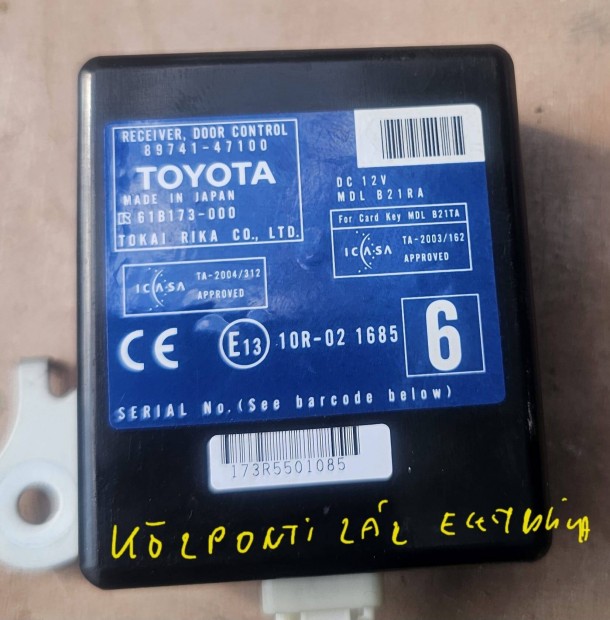 RECEIVER, DOOR CONTROL
89741-47100
TOYOTA
MADE IN JAPAN
61B173-000
TOKAI RIKA CO., LTD.
DC 12V
MDL B21RA
For Card Key MDL B21TA
ICASA TA-2003/162
APPROVED
ICASA TA-2004/312
APPROVED
CE E13 10R-02 1685 6
SERIAL No. (See barcode below)
173R5501085
KÖZPONTI ZÁR